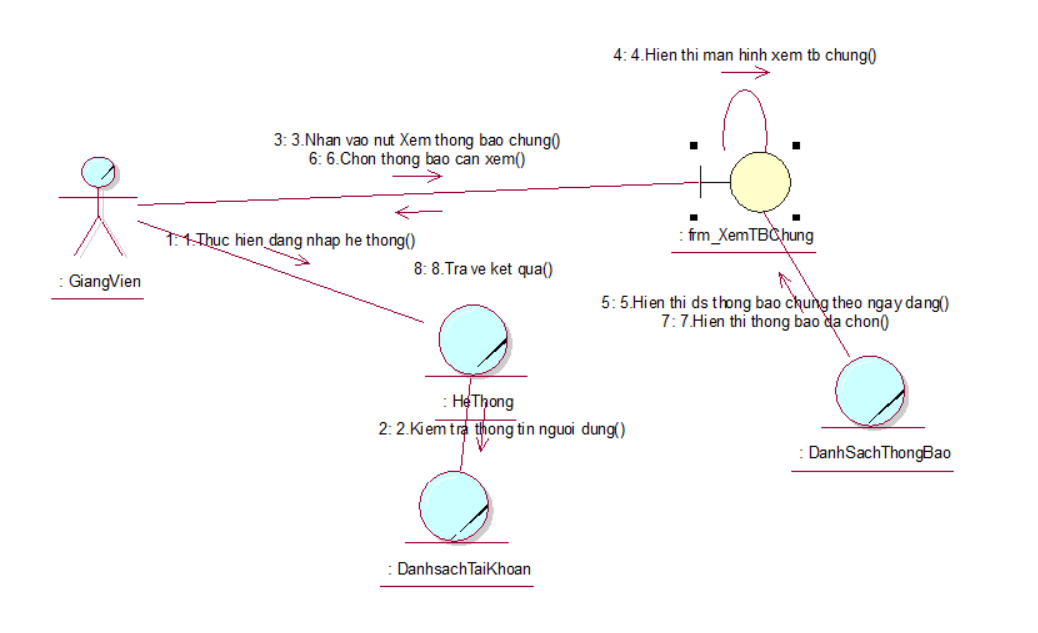 4: 4.Hien thi man hinh xem tb chung()
3: 3.Nhan vao nut Xem thong bao chung()
6: 6.Chon thong bao can xem()
: frm_XemTBChung
1: 1.Thuc hien dang nhap he thong()
: GiangVien
8: 8.Tra ve ket qua()
5: 5.Hien thi ds thong bao chung theo ngay dang()
7: 7.Hien thi thong bao da chon()
: HeThong
2: 2.Kiem tra thong tin nguoi dung()
: DanhSachThongBao
: DanhsachTaiKhoan